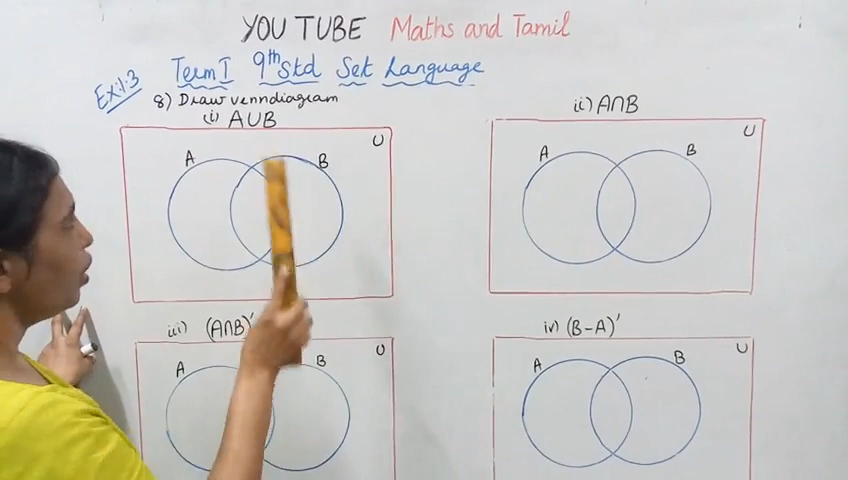 YOU TUBE Maths and Tamil
Ex:1.3 Term I 9th Std Set Language
8) Draw venndiagram
(i) AUB
ii) A∩B
A B U
A B U
iii) (A∩B)'
iv) (B-A)'
A B U
A B U